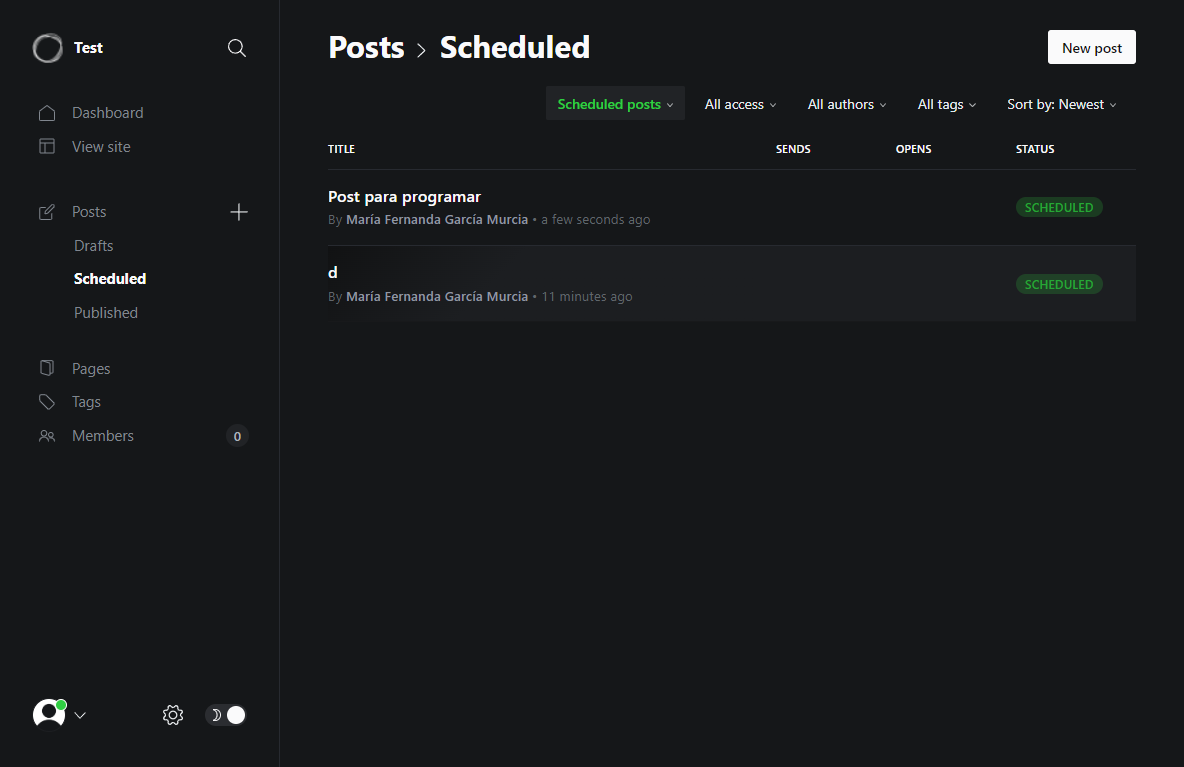 Test
Dashboard
View site
Posts
Drafts
Scheduled
Published
Pages
Tags
Members 0
Posts > Scheduled
New post
Scheduled posts All access All authors All tags Sort by: Newest
TITLE SENDS OPENS STATUS
Post para programar
By María Fernanda García Murcia • a few seconds ago
SCHEDULED
d
By María Fernanda García Murcia • 11 minutes ago
SCHEDULED